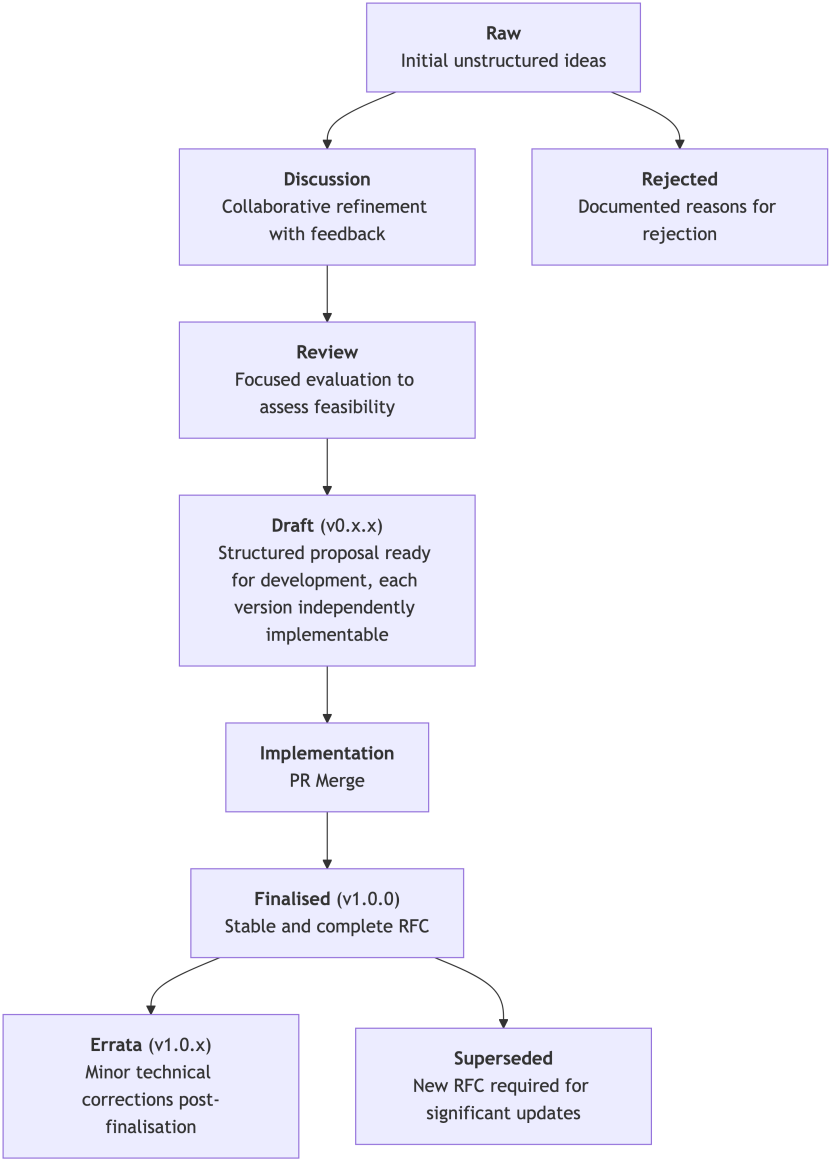 Raw
Initial unstructured ideas
Discussion
Collaborative refinement
with feedback
Rejected
Documented reasons for
rejection
Review
Focused evaluation to
assess feasibility
Draft (v0.x.x)
Structured proposal ready
for development, each
version independently
implementable
Implementation
PR Merge
Finalised (v1.0.0)
Stable and complete RFC
Errata (v1.0.x)
Minor technical
corrections post-
finalisation
Superseded
New RFC required for
significant updates